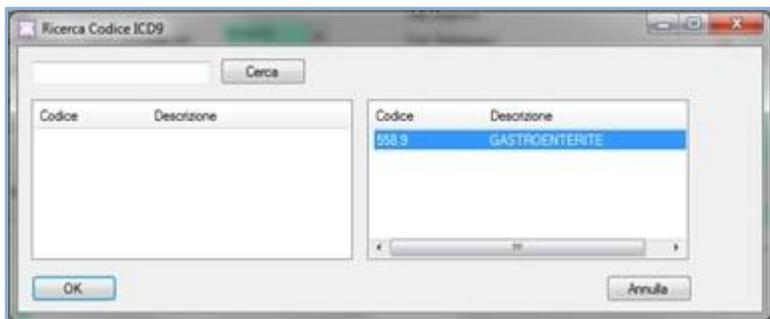 Ricerca Codice ICD9
Cerca
Codice Descrizione
Codice Descrizione
558.9 GASTROENTERITE
OK
Annulla